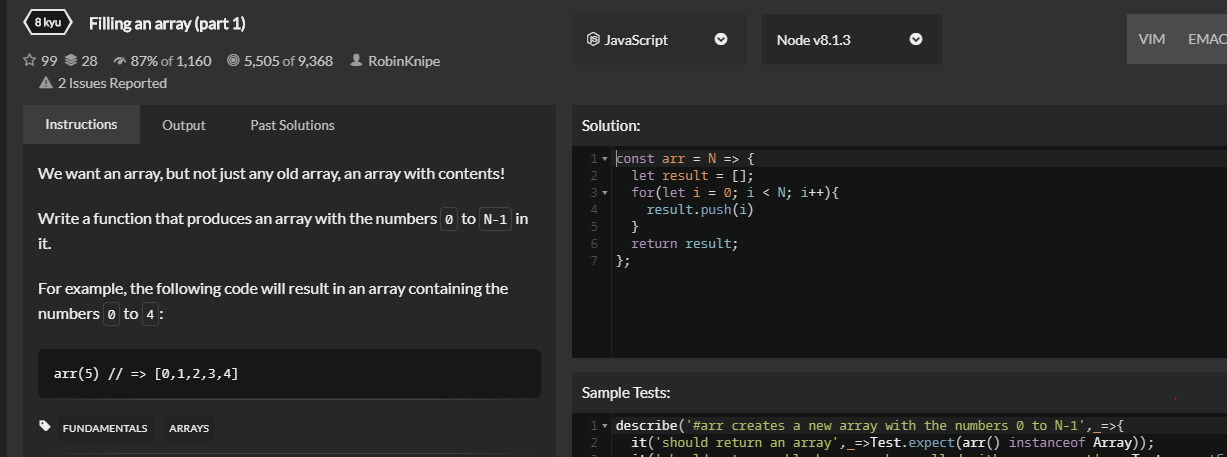 8 kyu Filling an array (part 1)
99 28 87% of 1,160 5,505 of 9,368 RobinKnipe
2 Issues Reported
Instructions Output Past Solutions
We want an array, but not just any old array, an array with contents!
Write a function that produces an array with the numbers 0 to N-1 in
it.
For example, the following code will result in an array containing the
numbers 0 to 4 :
arr(5) // => [0,1,2,3,4]
FUNDAMENTALS ARRAYS
JS JavaScript Node v8.1.3 VIM EMAC
Solution:
1 const arr = N => {
2 let result = [];
3 for(let i = 0; i < N; i++){
4 result.push(i)
5 }
6 return result;
7 };
Sample Tests:
1 describe('#arr creates a new array with the numbers 0 to N-1',_=>{
2 it('should return an array',_=>Test.expect(arr() instanceof Array));